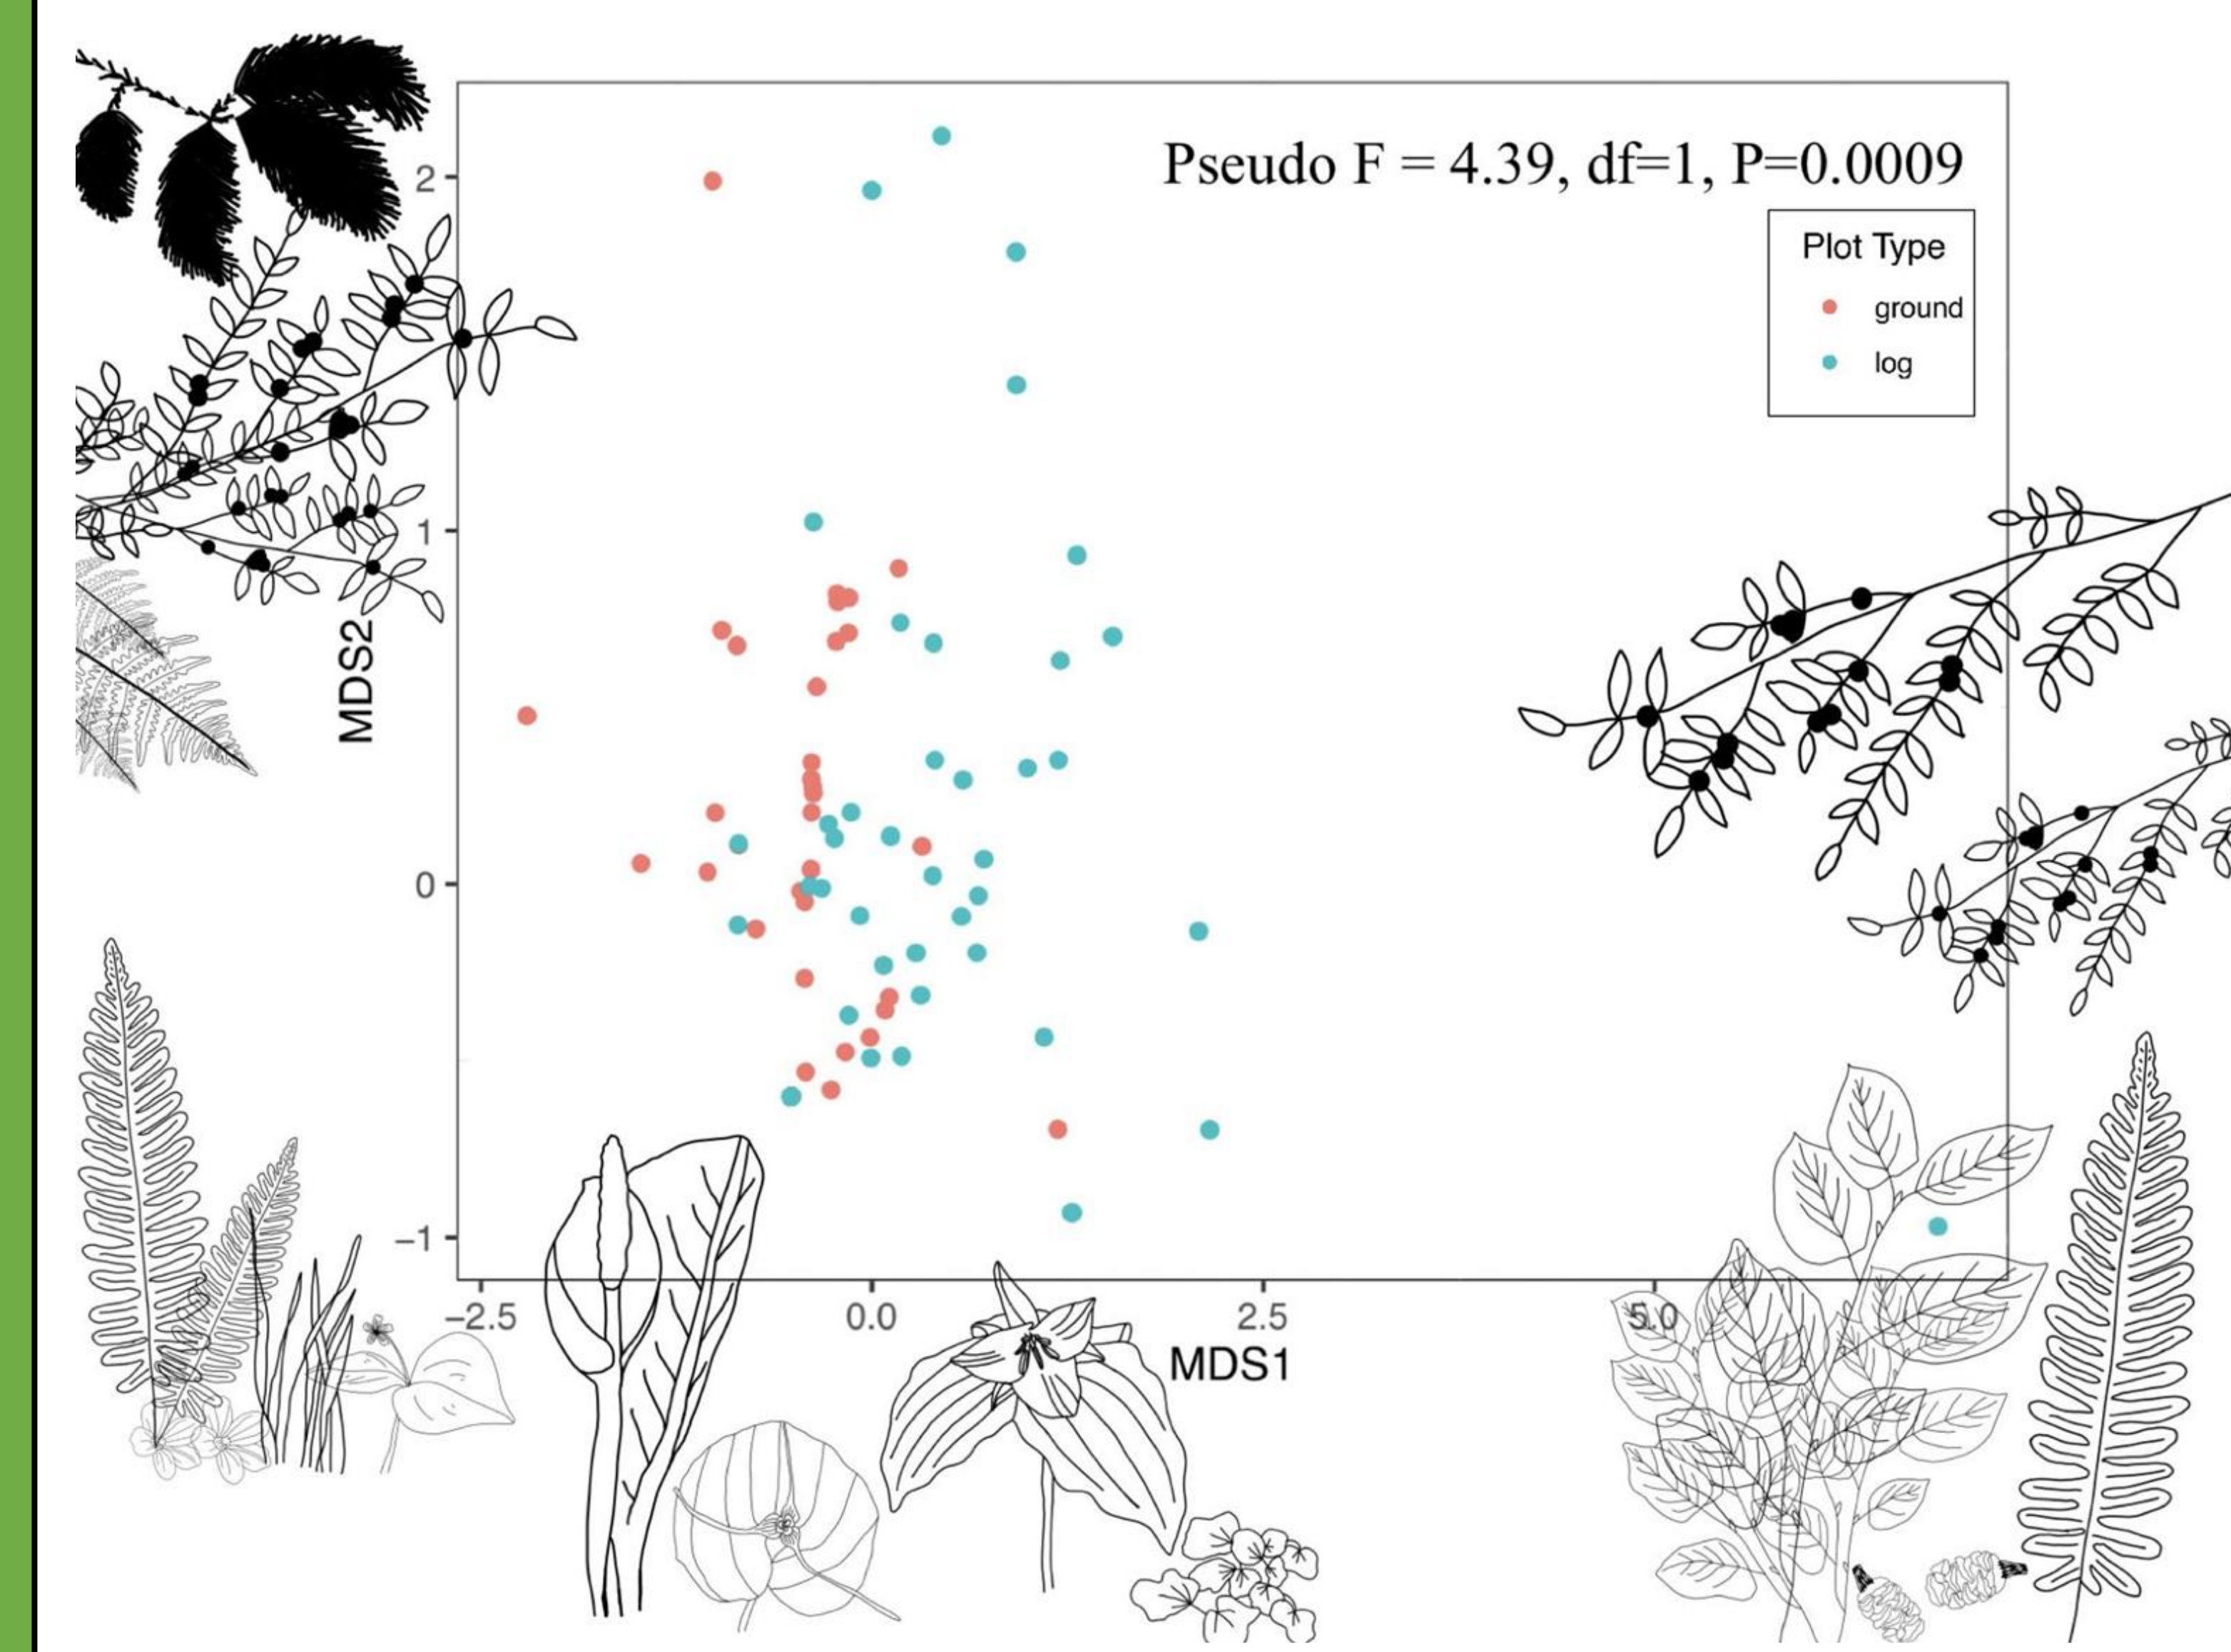 Pseudo F = 4.39, df=1, P=0.0009
Plot Type
ground
log
2
1
0
−1
MDS2
−2.5
0.0
2.5
5.0
MDS1